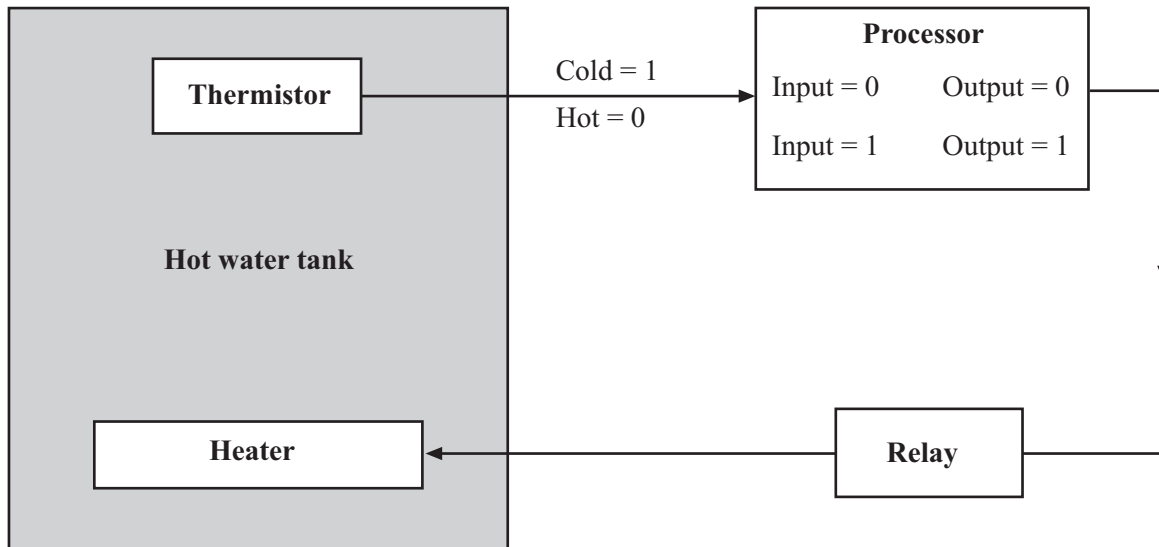 Thermistor
Cold = 1
Hot = 0
Processor
Input = 0 Output = 0
Input = 1 Output = 1
Hot water tank
Heater
Relay